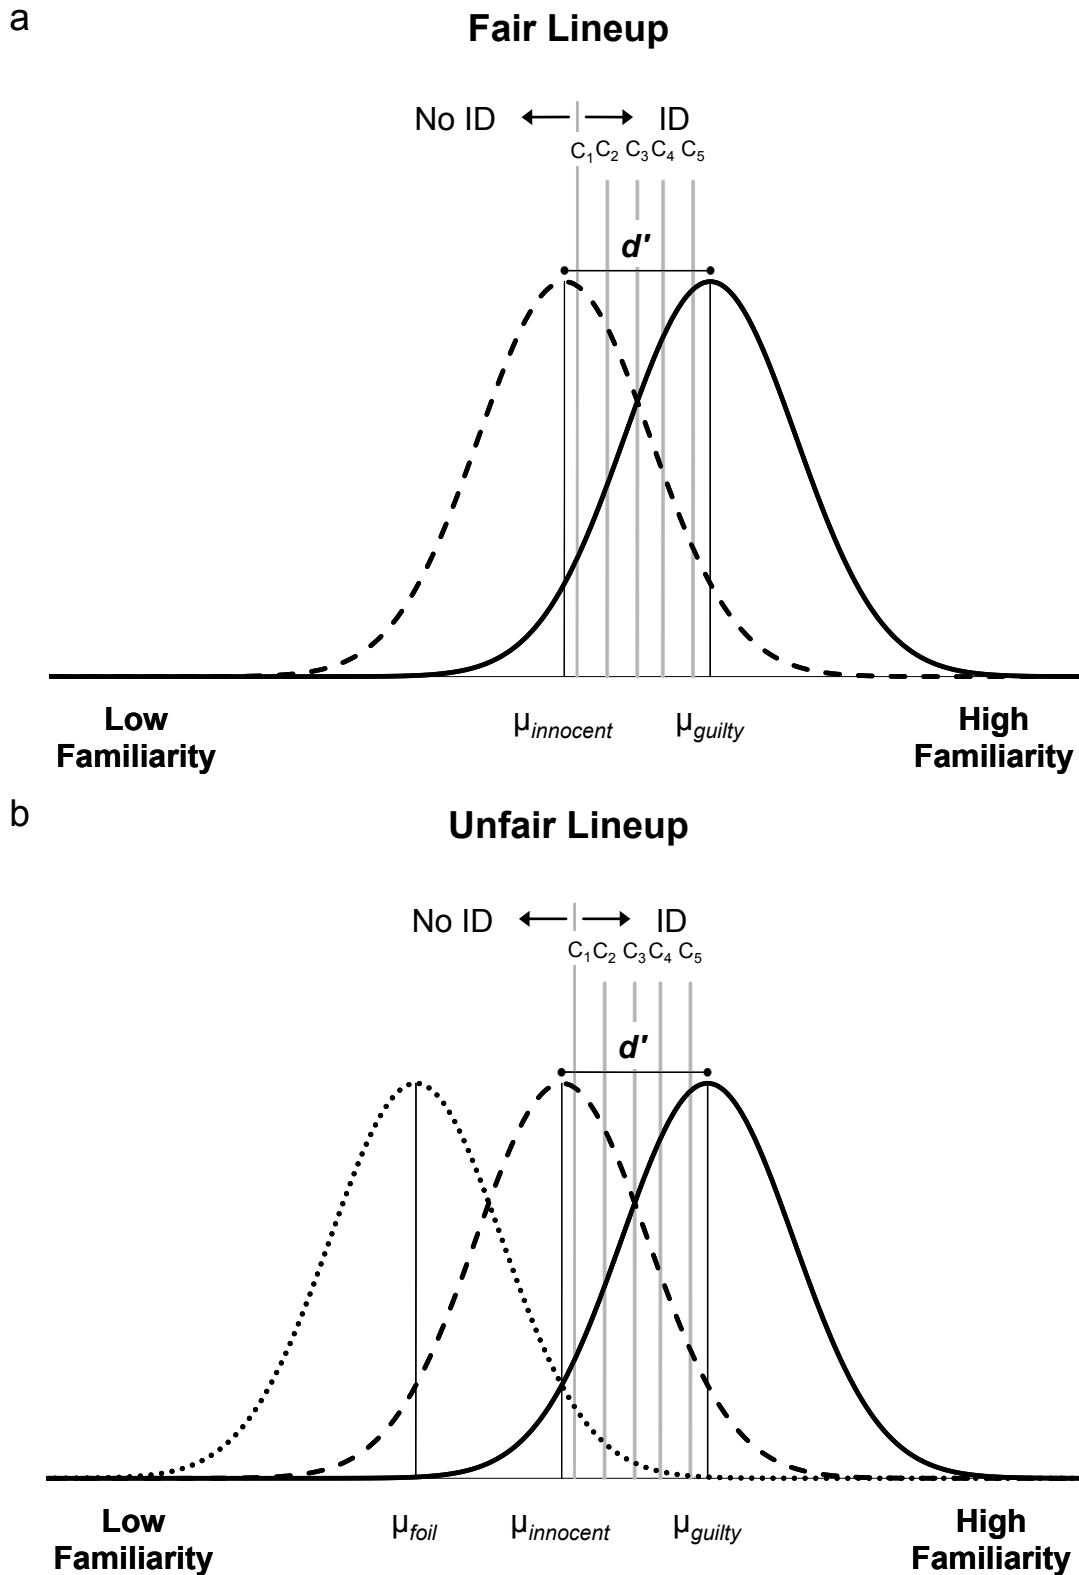 a
Fair Lineup
No ID ID
C1 C2 C3 C4 C5
d′
μinnocent μguilty
Low Familiarity
High Familiarity
b
Unfair Lineup
No ID ID
C1 C2 C3 C4 C5
d′
μfoil μinnocent μguilty
Low Familiarity
High Familiarity